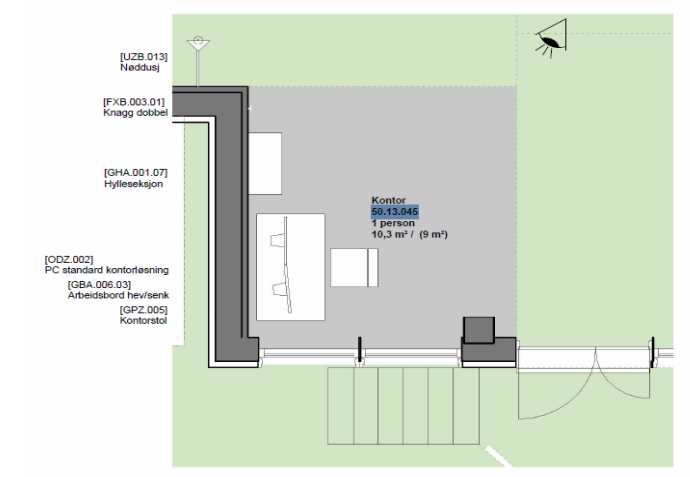 [UZB.013]
Nøddusj
[FXB.003.01]
Knagg dobbel
[GHA.001.07]
Hylleseksjon
Kontor
50.13.045
1 person
10,3 m² / (9 m²)
[ODZ.002]
PC standard kontorløsning
[GBA.006.03]
Arbeidsbord hev/senk
[GPZ.005]
Kontorstol